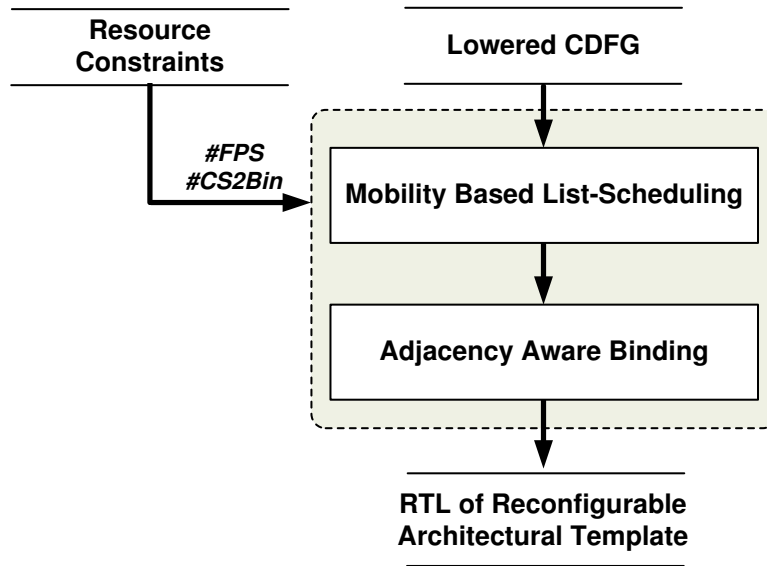 Resource
Constraints
Lowered CDFG
#FPS
#CS2Bin
Mobility Based List-Scheduling
Adjacency Aware Binding
RTL of Reconfigurable
Architectural Template